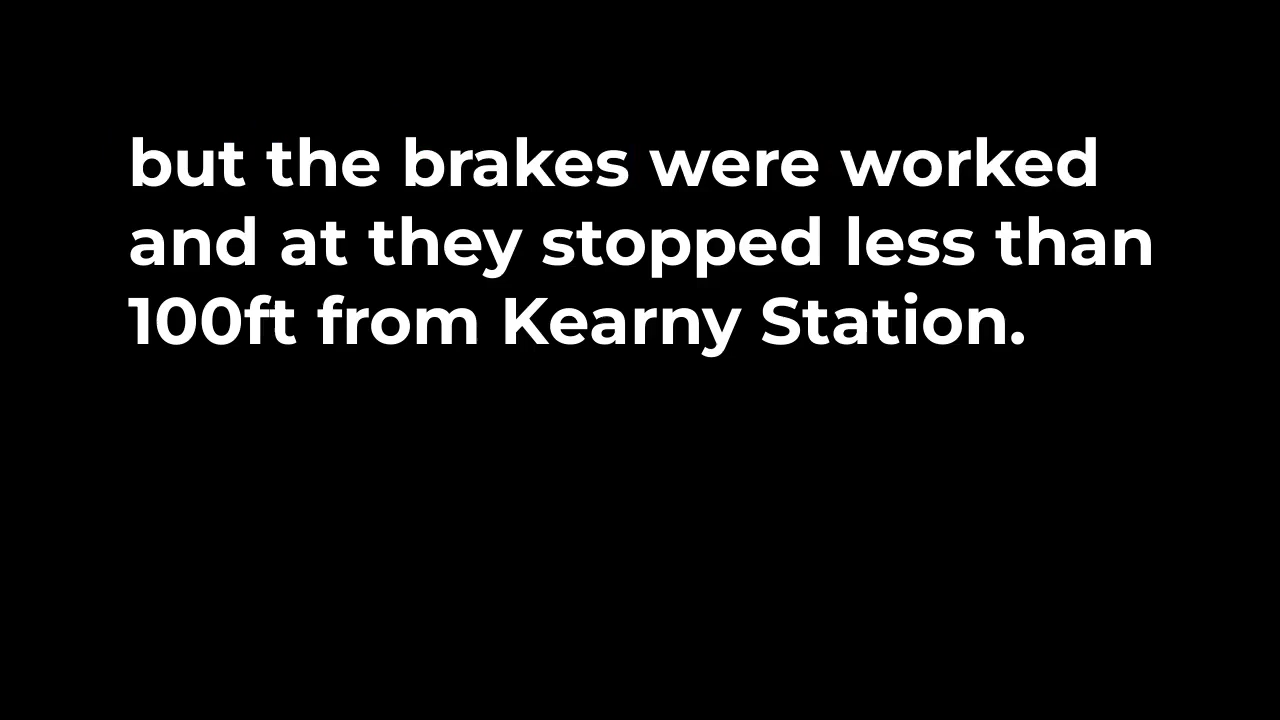 but the brakes were worked
and at they stopped less than
100ft from Kearny Station.